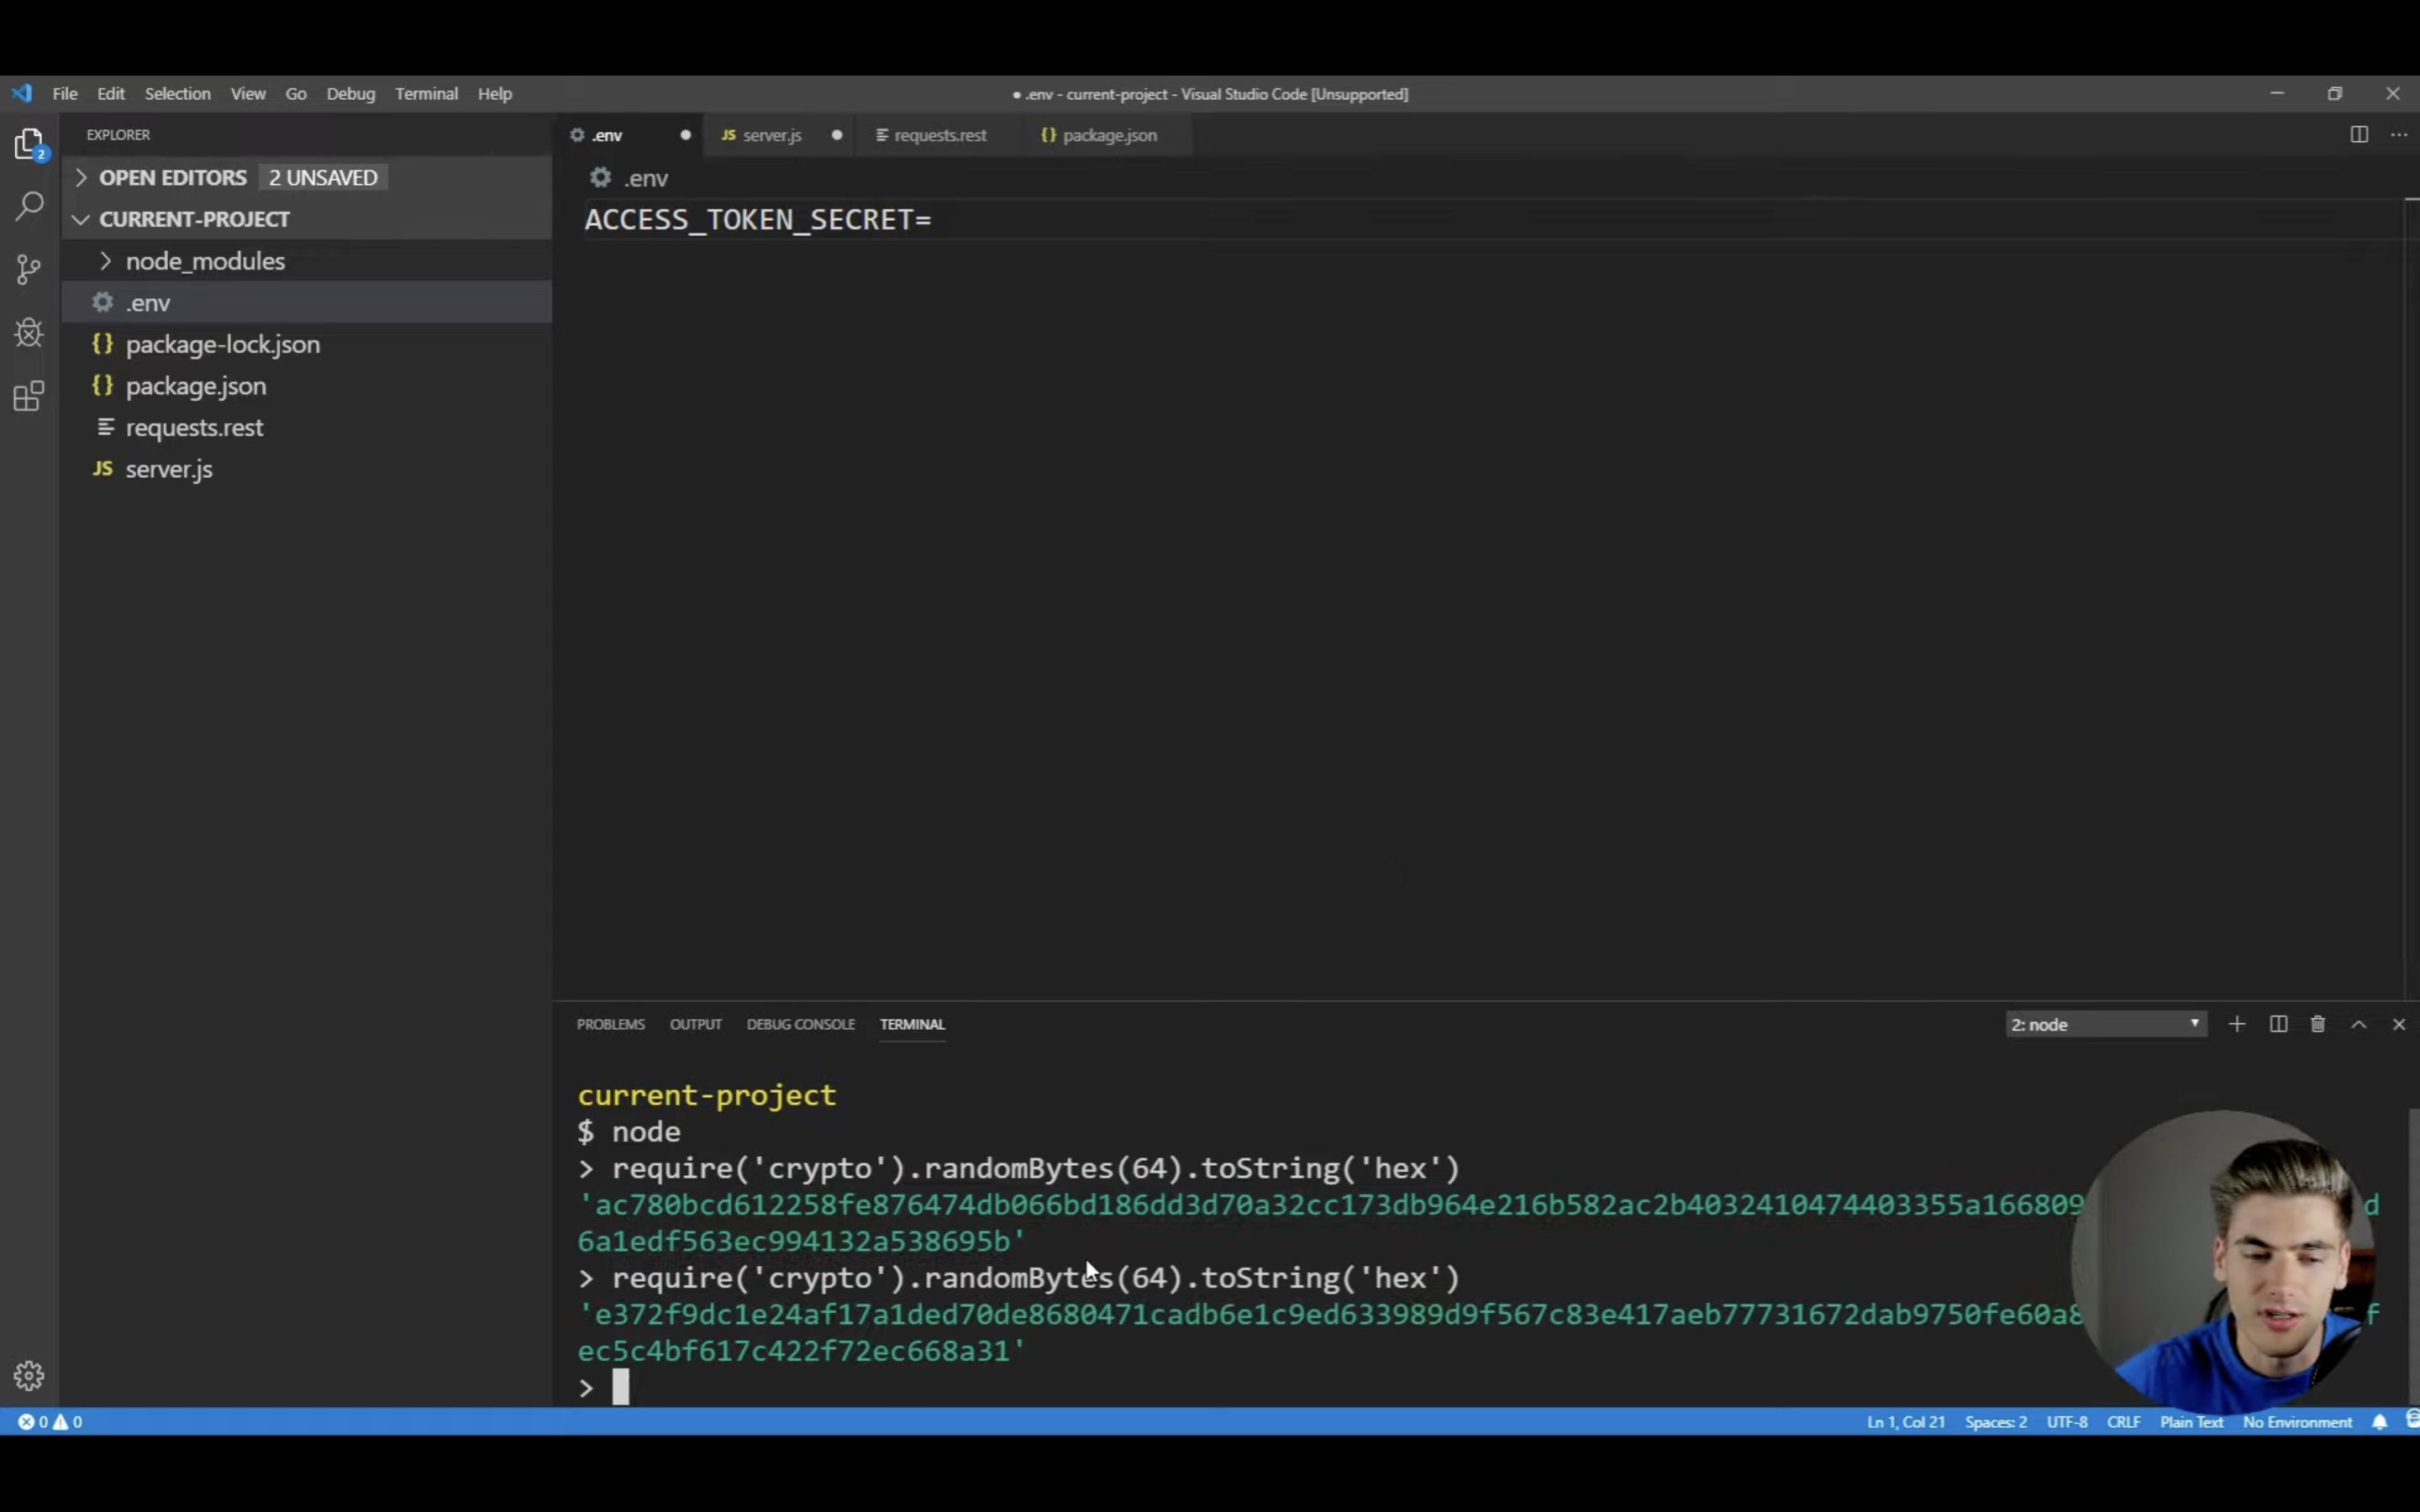 File Edit Selection View Go Debug Terminal Help
● .env - current-project - Visual Studio Code [Unsupported]
2
EXPLORER
OPEN EDITORS 2 UNSAVED
CURRENT-PROJECT
node_modules
.env
{} package-lock.json
{} package.json
requests.rest
JS server.js
.env JS server.js requests.rest {} package.json
.env
ACCESS_TOKEN_SECRET=
PROBLEMS OUTPUT DEBUG CONSOLE TERMINAL
2: node
current-project
$ node
> require('crypto').randomBytes(64).toString('hex')
'ac780bcd612258fe876474db066bd186dd3d70a32cc173db964e216b582ac2b4032410474403355a166809 d
6a1edf563ec994132a538695b'
> require('crypto').randomBytes(64).toString('hex')
'e372f9dc1e24af17a1ded70de8680471cadb6e1c9ed633989d9f567c83e417aeb77731672dab9750fe60a8 f
ec5c4bf617c422f72ec668a31'
>
0 0
Ln 1, Col 21 Spaces: 2 UTF-8 CRLF Plain Text No Environment